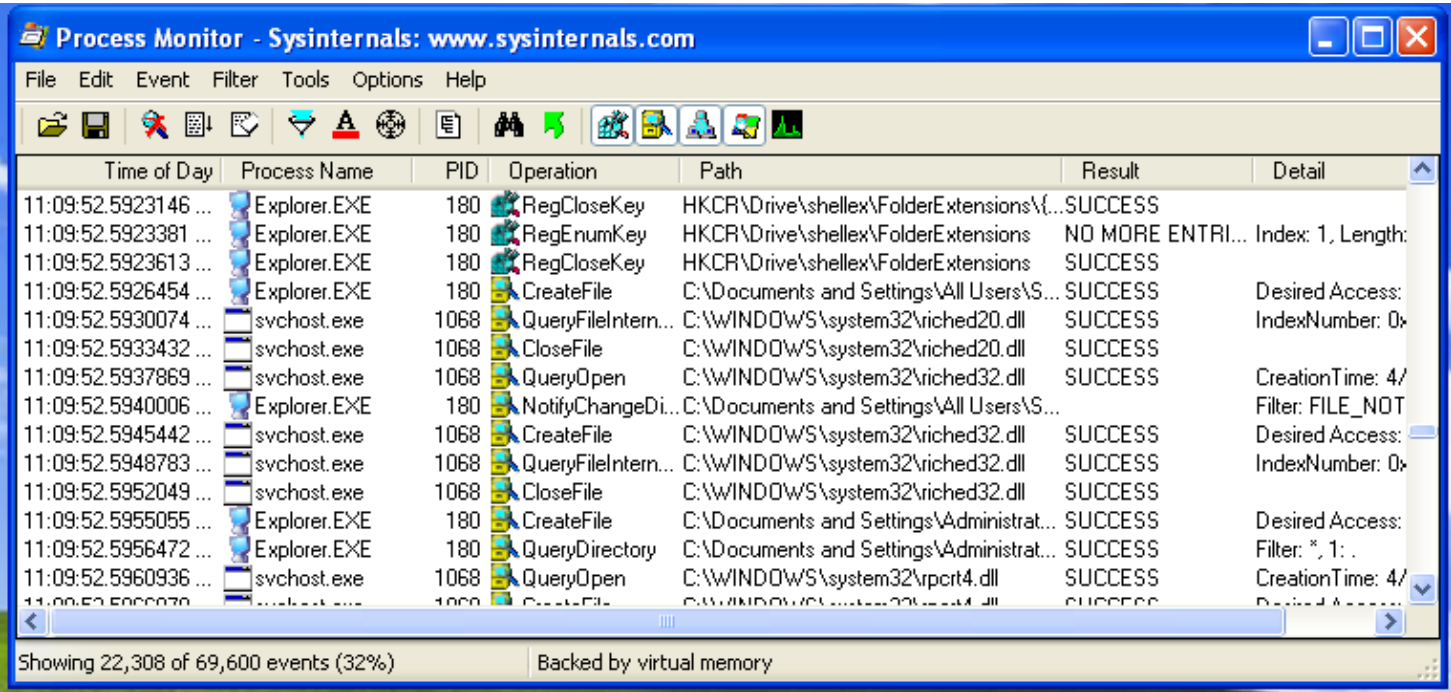 Process Monitor - Sysinternals: www.sysinternals.com
File Edit Event Filter Tools Options Help
Time of Day Process Name PID Operation Path Result Detail
11:09:52.5923146 ... Explorer.EXE 180 RegCloseKey HKCR\Drive\shellex\FolderExtensions\{... SUCCESS
11:09:52.5923381 ... Explorer.EXE 180 RegEnumKey HKCR\Drive\shellex\FolderExtensions NO MORE ENTRI... Index: 1, Length:
11:09:52.5923613 ... Explorer.EXE 180 RegCloseKey HKCR\Drive\shellex\FolderExtensions SUCCESS
11:09:52.5926454 ... Explorer.EXE 180 CreateFile C:\Documents and Settings\All Users\S... SUCCESS Desired Access:
11:09:52.5930074 ... svchost.exe 1068 QueryFileIntern... C:\WINDOWS\system32\riched20.dll SUCCESS IndexNumber: 0x
11:09:52.5933432 ... svchost.exe 1068 CloseFile C:\WINDOWS\system32\riched20.dll SUCCESS
11:09:52.5937869 ... svchost.exe 1068 QueryOpen C:\WINDOWS\system32\riched32.dll SUCCESS CreationTime: 4/
11:09:52.5940006 ... Explorer.EXE 180 NotifyChangeDi... C:\Documents and Settings\All Users\S... Filter: FILE_NOT
11:09:52.5945442 ... svchost.exe 1068 CreateFile C:\WINDOWS\system32\riched32.dll SUCCESS Desired Access:
11:09:52.5948783 ... svchost.exe 1068 QueryFileIntern... C:\WINDOWS\system32\riched32.dll SUCCESS IndexNumber: 0x
11:09:52.5952049 ... svchost.exe 1068 CloseFile C:\WINDOWS\system32\riched32.dll SUCCESS
11:09:52.5955055 ... Explorer.EXE 180 CreateFile C:\Documents and Settings\Administrat... SUCCESS Desired Access:
11:09:52.5956472 ... Explorer.EXE 180 QueryDirectory C:\Documents and Settings\Administrat... SUCCESS Filter: *, 1: .
11:09:52.5960936 ... svchost.exe 1068 QueryOpen C:\WINDOWS\system32\rpcrt4.dll SUCCESS CreationTime: 4/
Showing 22,308 of 69,600 events (32%) Backed by virtual memory